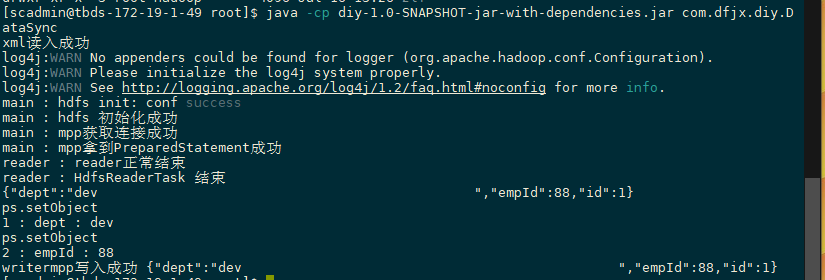 [scadmin@tbds-172-19-1-49 root]$ java -cp diy-1.0-SNAPSHOT-jar-with-dependencies.jar com.dfjx.diy.D
ataSync
xml读入成功
log4j:WARN No appenders could be found for logger (org.apache.hadoop.conf.Configuration).
log4j:WARN Please initialize the log4j system properly.
log4j:WARN See http://logging.apache.org/log4j/1.2/faq.html#noconfig for more info.
main : hdfs init: conf success
main : hdfs 初始化成功
main : mpp获取连接成功
main : mpp拿到PreparedStatement成功
reader : reader正常结束
reader : HdfsReaderTask 结束
{"dept":"dev                                               ","empId":88,"id":1}
ps.setObject
1 : dept : dev
ps.setObject
2 : empId : 88
writermpp写入成功 {"dept":"dev                                               ","empId":88,"id":1}